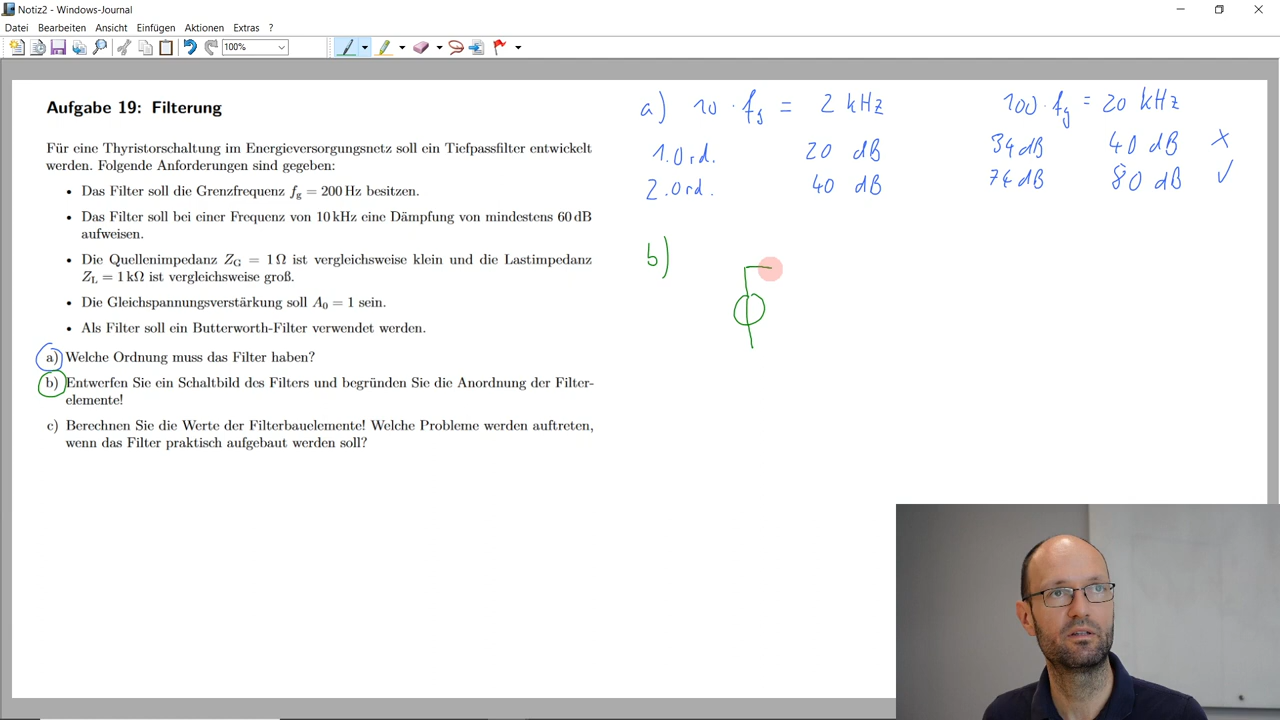 Notiz2 - Windows-Journal
Datei Bearbeiten Ansicht Einfügen Aktionen Extras ?
100%
Aufgabe 19: Filterung
Für eine Thyristorschaltung im Energieversorgungsnetz soll ein Tiefpassfilter entwickelt
werden. Folgende Anforderungen sind gegeben:
• Das Filter soll die Grenzfrequenz fg = 200 Hz besitzen.
• Das Filter soll bei einer Frequenz von 10 kHz eine Dämpfung von mindestens 60 dB
aufweisen.
• Die Quellenimpedanz ZG = 1 Ω ist vergleichsweise klein und die Lastimpedanz
ZL = 1 kΩ ist vergleichsweise groß.
• Die Gleichspannungsverstärkung soll A0 = 1 sein.
• Als Filter soll ein Butterworth-Filter verwendet werden.
a) Welche Ordnung muss das Filter haben?
b) Entwerfen Sie ein Schaltbild des Filters und begründen Sie die Anordnung der Filter-
elemente!
c) Berechnen Sie die Werte der Filterbauelemente! Welche Probleme werden auftreten,
wenn das Filter praktisch aufgebaut werden soll?
a) 10 · fg = 2 kHz 100 · fg = 20 kHz
1. Ord. 20 dB 34 dB 40 dB ×
2. Ord. 40 dB 74 dB 80 dB ✓
b)